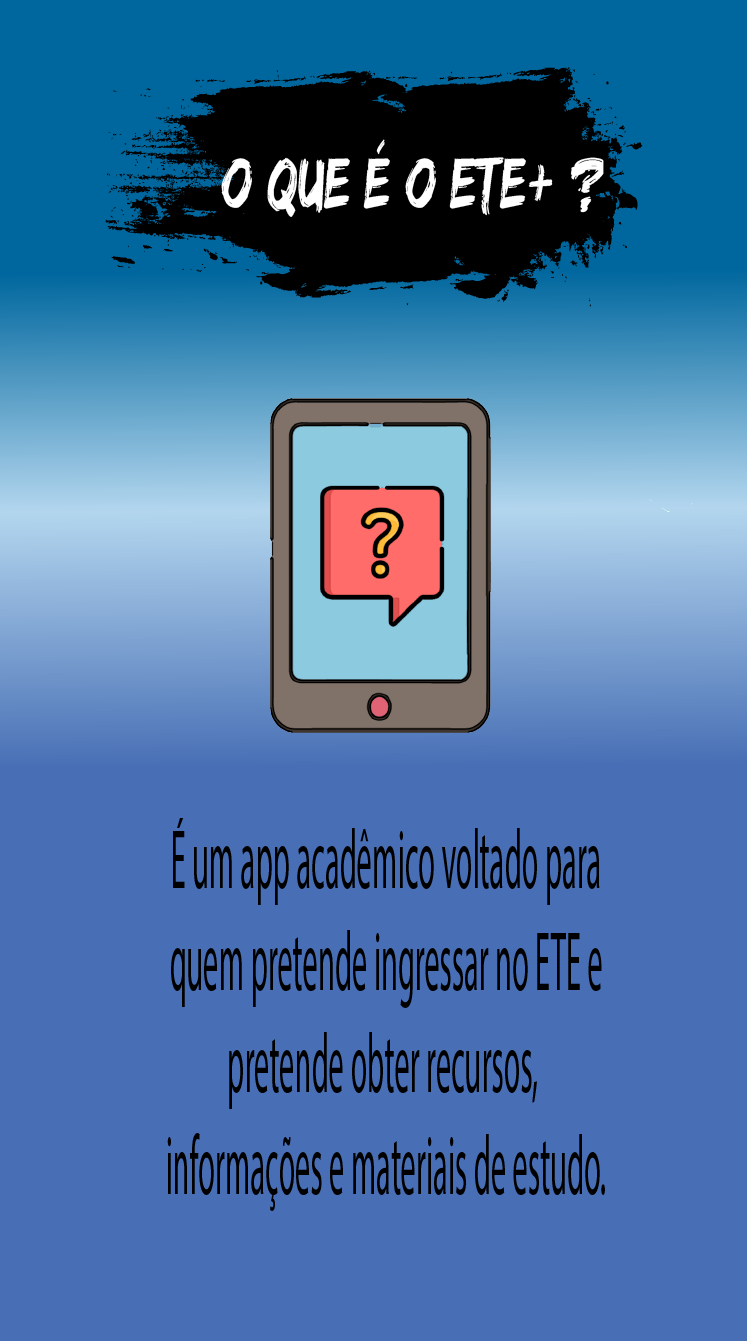 O QUE É O ETE+ ?
?
É um app acadêmico voltado para
quem pretende ingressar no ETE e
pretende obter recursos,
informações e materiais de estudo.